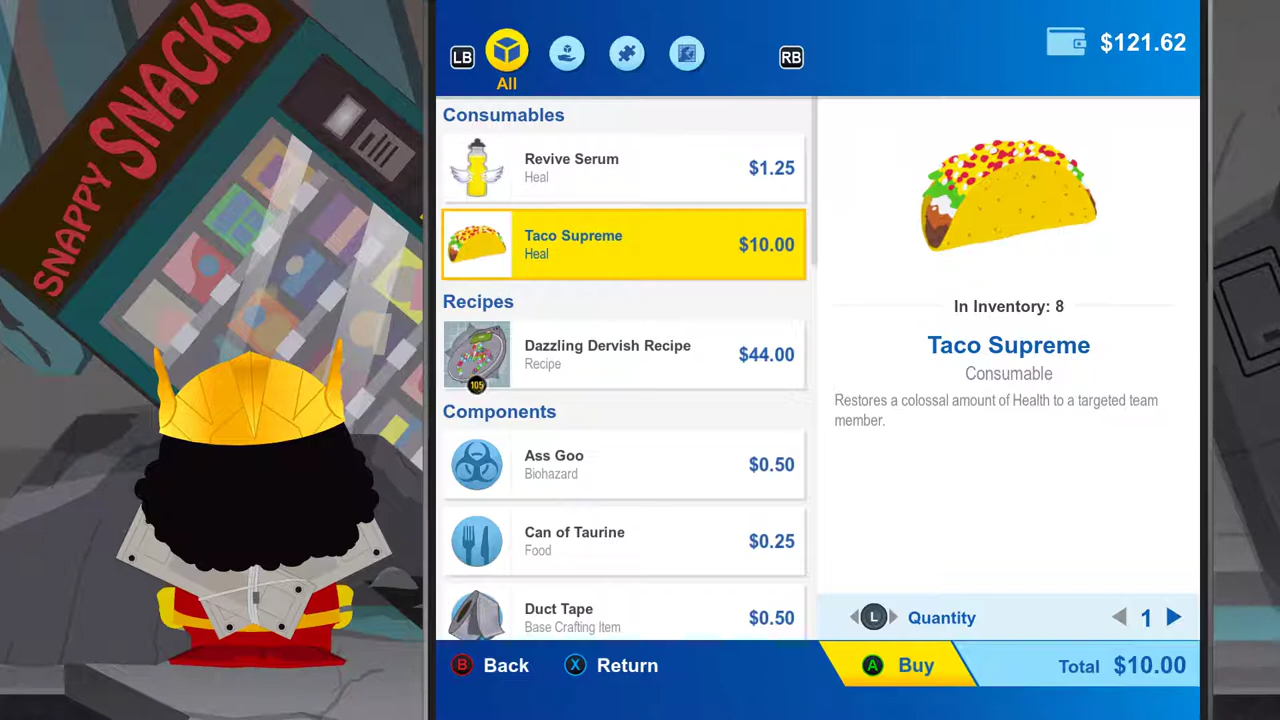 SNAPPY SNACKS
LB
RB
All
$121.62
Consumables
Revive Serum
Heal
$1.25
Taco Supreme
Heal
$10.00
Recipes
Dazzling Dervish Recipe
Recipe
$44.00
105
Components
Ass Goo
Biohazard
$0.50
Can of Taurine
Food
$0.25
Duct Tape
Base Crafting Item
$0.50
In Inventory: 8
Taco Supreme
Consumable
Restores a colossal amount of Health to a targeted team
member.
L Quantity 1
B Back X Return
A Buy
Total $10.00